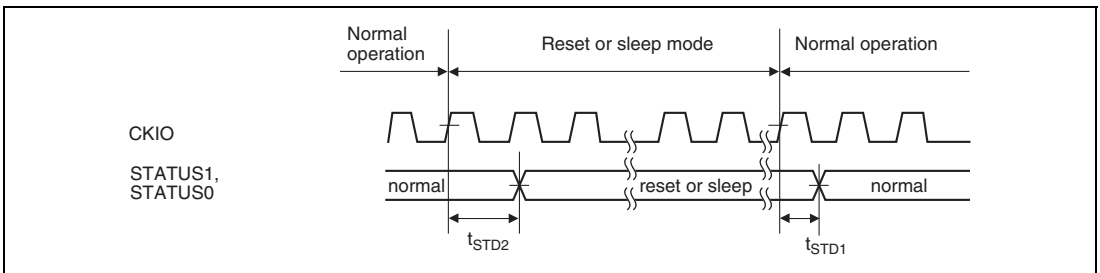 Normal
operation
Reset or sleep mode
Normal operation
CKIO
STATUS1,
STATUS0
normal
reset or sleep
normal
tSTD2
tSTD1